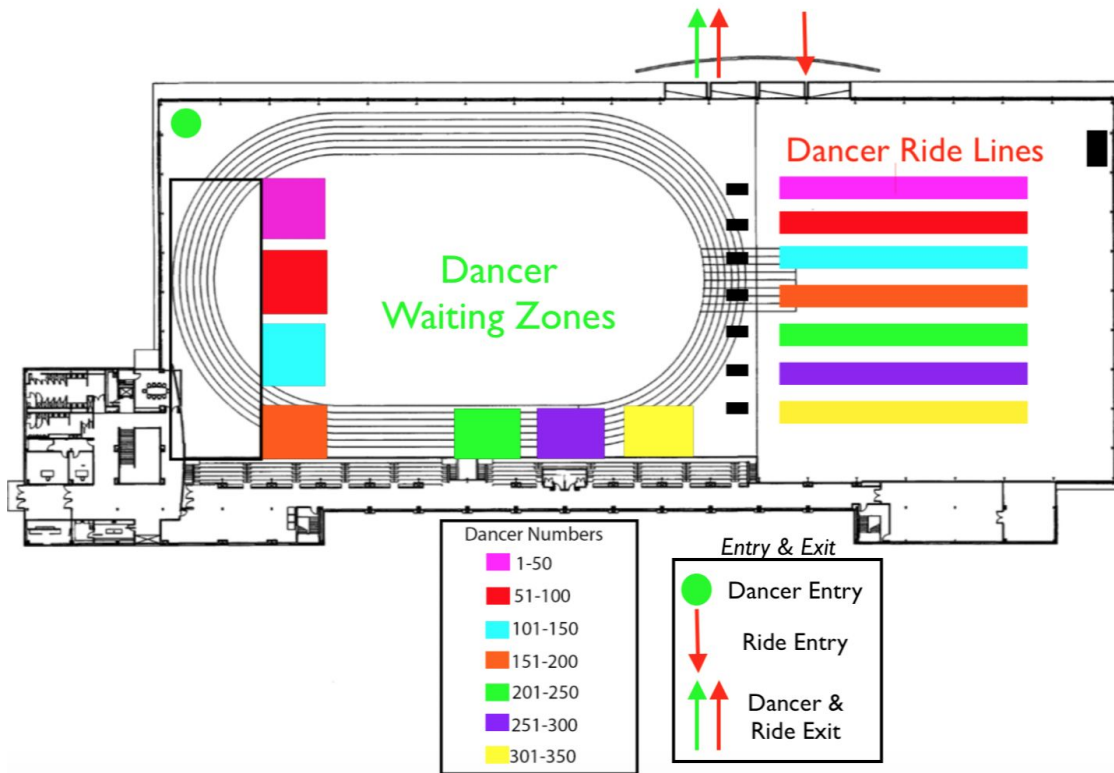 Dancer Ride Lines
Dancer
Waiting Zones
Dancer Numbers
1-50
51-100
101-150
151-200
201-250
251-300
301-350
Entry & Exit
Dancer Entry
Ride Entry
Dancer &
Ride Exit